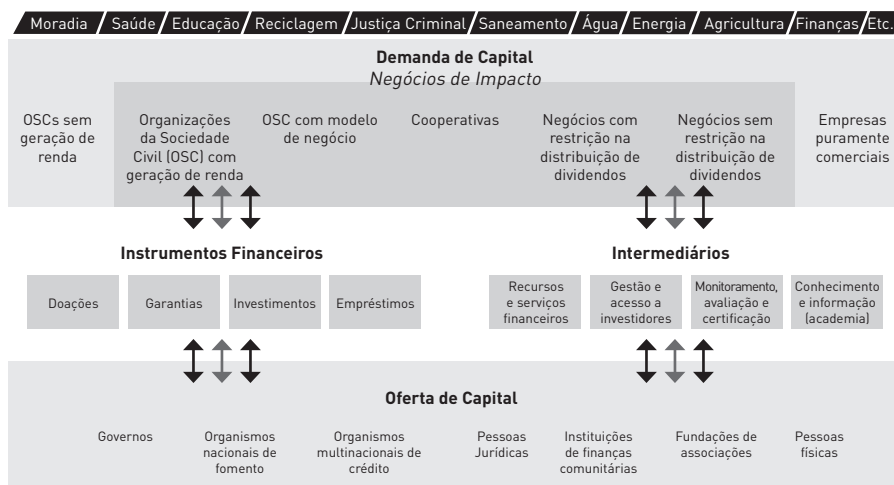 Moradia Saúde Educação Reciclagem Justiça Criminal Saneamento Água Energia Agricultura Finanças Etc.
Demanda de Capital
Negócios de Impacto
OSCs sem
geração de
renda
Organizações
da Sociedade
Civil (OSC) com
geração de renda
OSC com modelo
de negócio
Cooperativas
Negócios com
restrição na
distribuição de
dividendos
Negócios sem
restrição na
distribuição de
dividendos
Empresas
puramente
comerciais
Instrumentos Financeiros
Doações
Garantias
Investimentos
Empréstimos
Intermediários
Recursos
e serviços
financeiros
Gestão e
acesso a
investidores
Monitoramento,
avaliação e
certificação
Conhecimento
e informação
(academia)
Oferta de Capital
Governos
Organismos
nacionais de
fomento
Organismos
multinacionais de
crédito
Pessoas
Jurídicas
Instituições
de finanças
comunitárias
Fundações de
associações
Pessoas
físicas